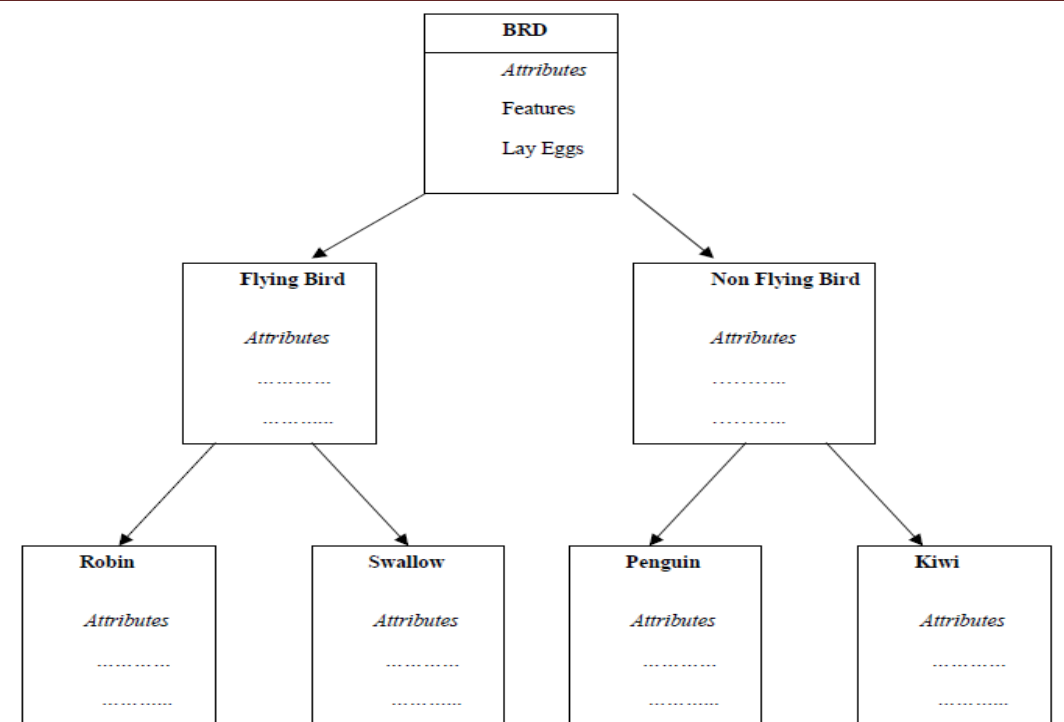 BRD
Attributes
Features
Lay Eggs
Flying Bird
Attributes
…………
………...
Non Flying Bird
Attributes
……….…
……….…
Robin
Attributes
…………
………...
Swallow
Attributes
…………
………...
Penguin
Attributes
…………
………...
Kiwi
Attributes
…………
………...